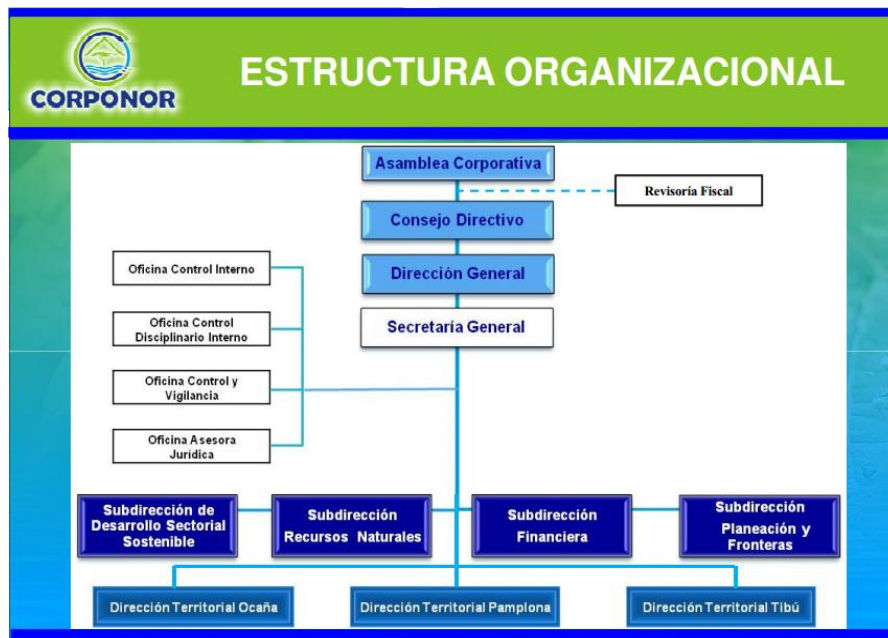 CORPONOR
ESTRUCTURA ORGANIZACIONAL
Asamblea Corporativa
Revisoría Fiscal
Consejo Directivo
Oficina Control Interno
Dirección General
Oficina Control
Disciplinario Interno
Secretaría General
Oficina Control y
Vigilancia
Oficina Asesora
Jurídica
Subdirección de
Desarrollo Sectorial
Sostenible
Subdirección
Recursos Naturales
Subdirección
Financiera
Subdirección
Planeación y
Fronteras
Dirección Territorial Ocaña
Dirección Territorial Pamplona
Dirección Territorial Tibú